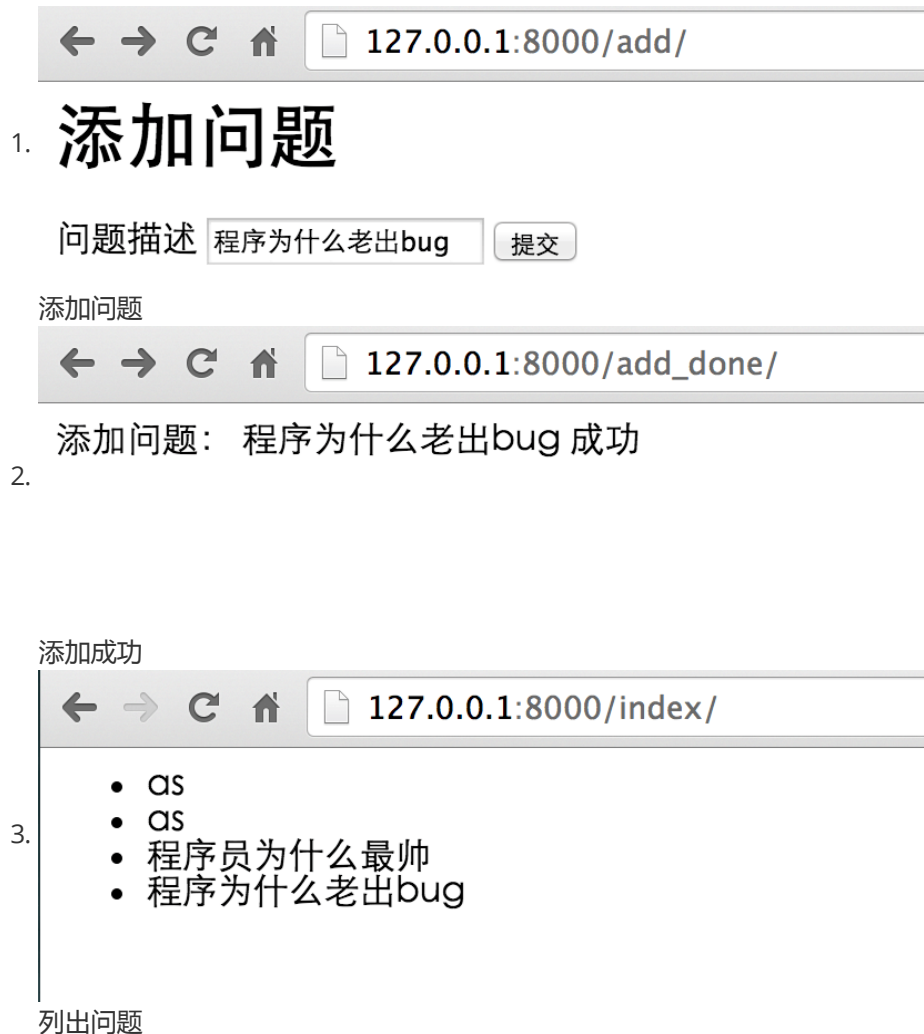 127.0.0.1:8000/add/
1. 添加问题
问题描述 程序为什么老出bug 提交
添加问题
127.0.0.1:8000/add_done/
添加问题： 程序为什么老出bug 成功
2.
添加成功
127.0.0.1:8000/index/
• as
• as
3.
• 程序员为什么最帅
• 程序为什么老出bug
列出问题